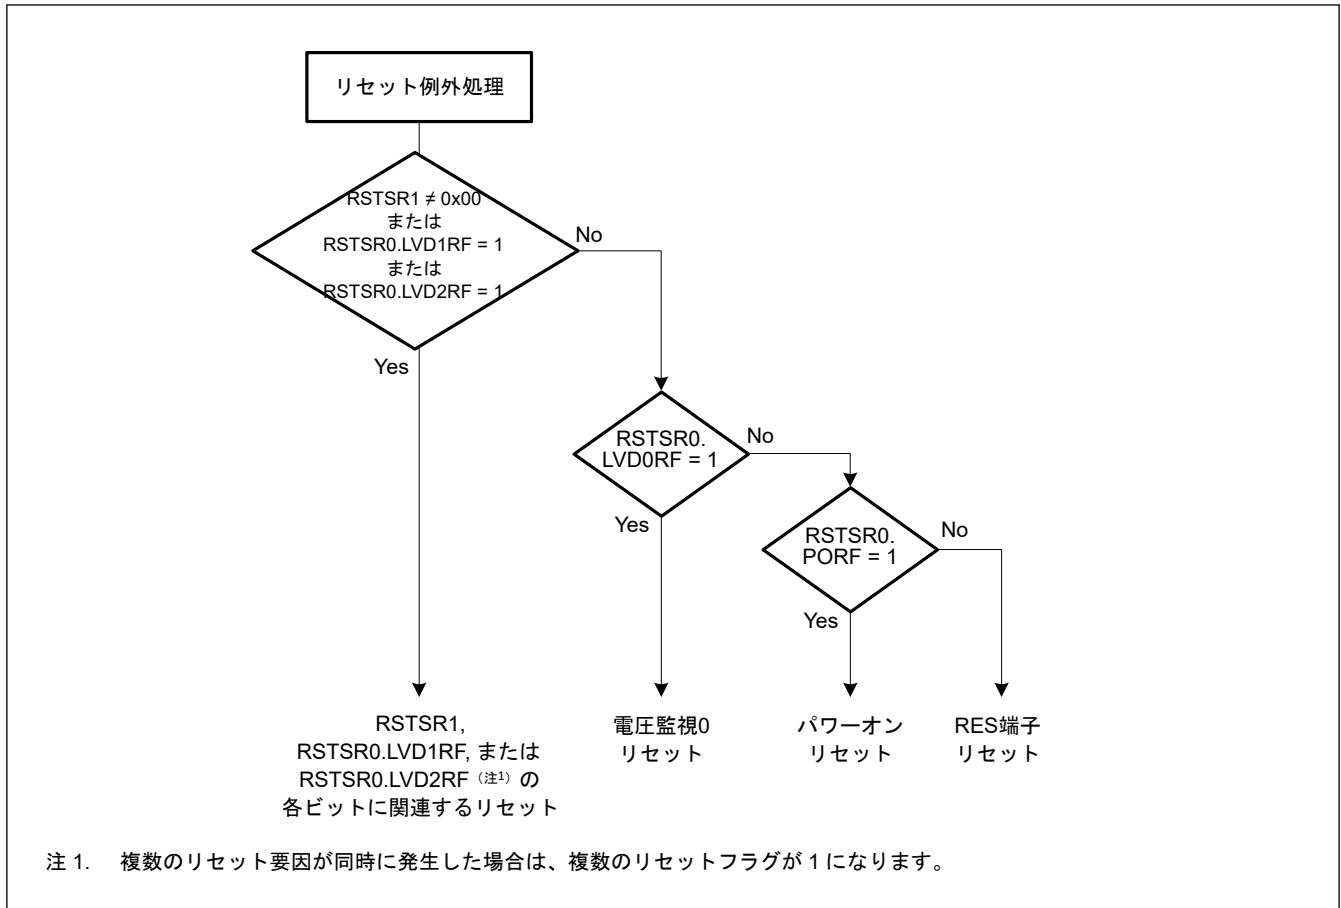 リセット例外処理
RSTSR1 ≠ 0x00
または
RSTSR0.LVD1RF = 1
または
RSTSR0.LVD2RF = 1
No
Yes
RSTSR0.
LVD0RF = 1
No
Yes
RSTSR0.
PORF = 1
No
Yes
RSTSR1,
RSTSR0.LVD1RF, または
RSTSR0.LVD2RF（注1）の
各ビットに関連するリセット
電圧監視0
リセット
パワーオン
リセット
RES端子
リセット
注 1. 複数のリセット要因が同時に発生した場合は、複数のリセットフラグが 1 になります。